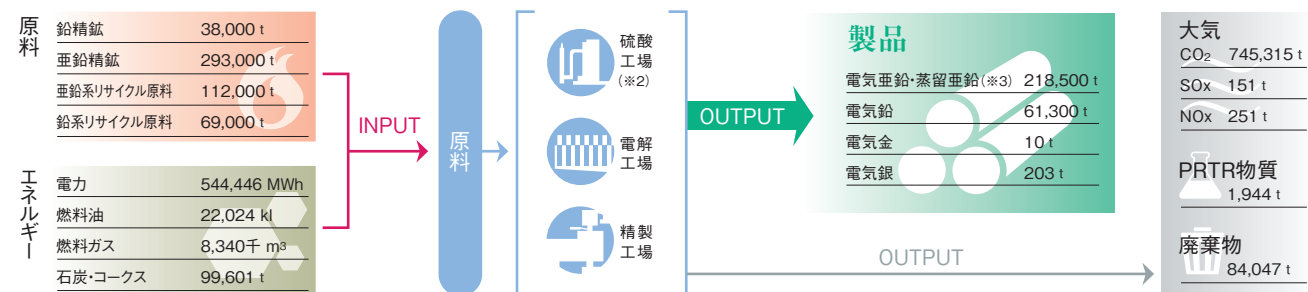 原料
鉛精鉱 38,000 t
亜鉛精鉱 293,000 t
亜鉛系リサイクル原料 112,000 t
鉛系リサイクル原料 69,000 t
エネルギー
電力 544,446 MWh
燃料油 22,024 kl
燃料ガス 8,340千 m³
石炭・コークス 99,601 t
INPUT
原料
硫酸
工場
(※2)
電解
工場
精製
工場
OUTPUT
製品
電気亜鉛・蒸留亜鉛(※3) 218,500 t
電気鉛 61,300 t
電気金 10 t
電気銀 203 t
OUTPUT
大気
CO₂ 745,315 t
SOx 151 t
NOx 251 t
PRTR物質
1,944 t
廃棄物
84,047 t